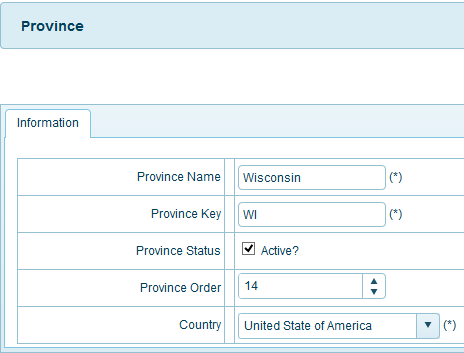 Province
Information
Province Name Wisconsin (*)
Province Key WI (*)
Province Status Active?
Province Order 14
Country United State of America (*)